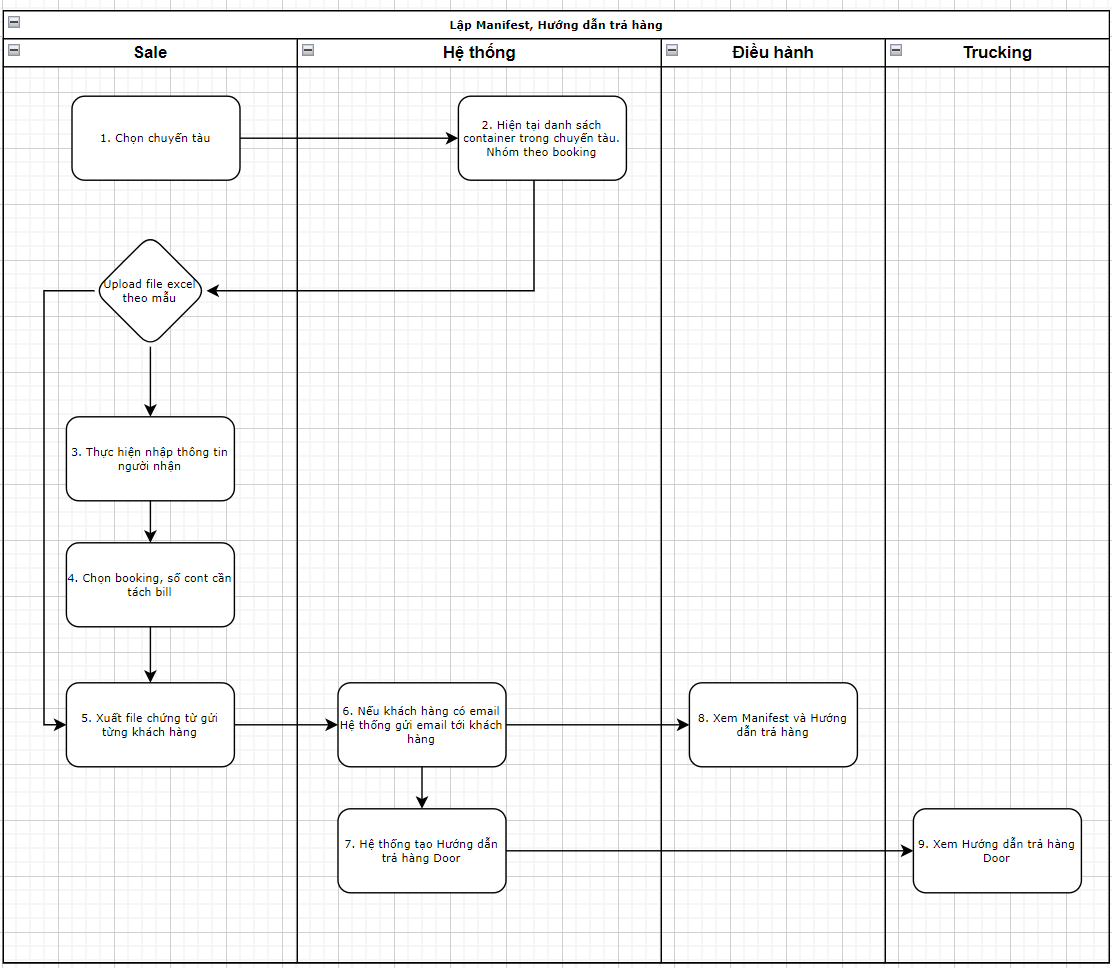 Lập Manifest, Hướng dẫn trả hàng
Sale
Hệ thống
Điều hành
Trucking
1. Chọn chuyến tàu
2. Hiện tại danh sách
container trong chuyến tàu.
Nhóm theo booking
Upload file excel
theo mẫu
3. Thực hiện nhập thông tin
người nhận
4. Chọn booking, số cont cần
tách bill
5. Xuất file chứng từ gửi
từng khách hàng
6. Nếu khách hàng có email
Hệ thống gửi email tới khách
hàng
8. Xem Manifest và Hướng
dẫn trả hàng
7. Hệ thống tạo Hướng dẫn
trả hàng Door
9. Xem Hướng dẫn trả hàng
Door